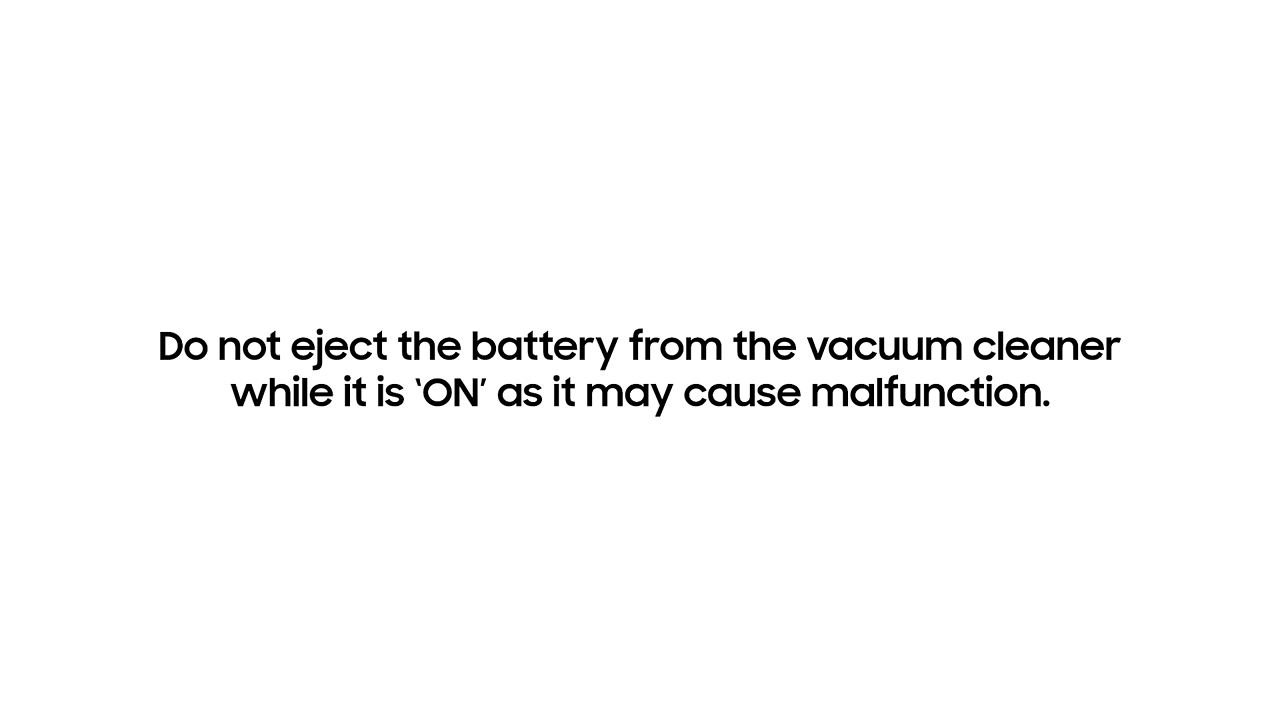 Do not eject the battery from the vacuum cleaner
while it is ‘ON’ as it may cause malfunction.